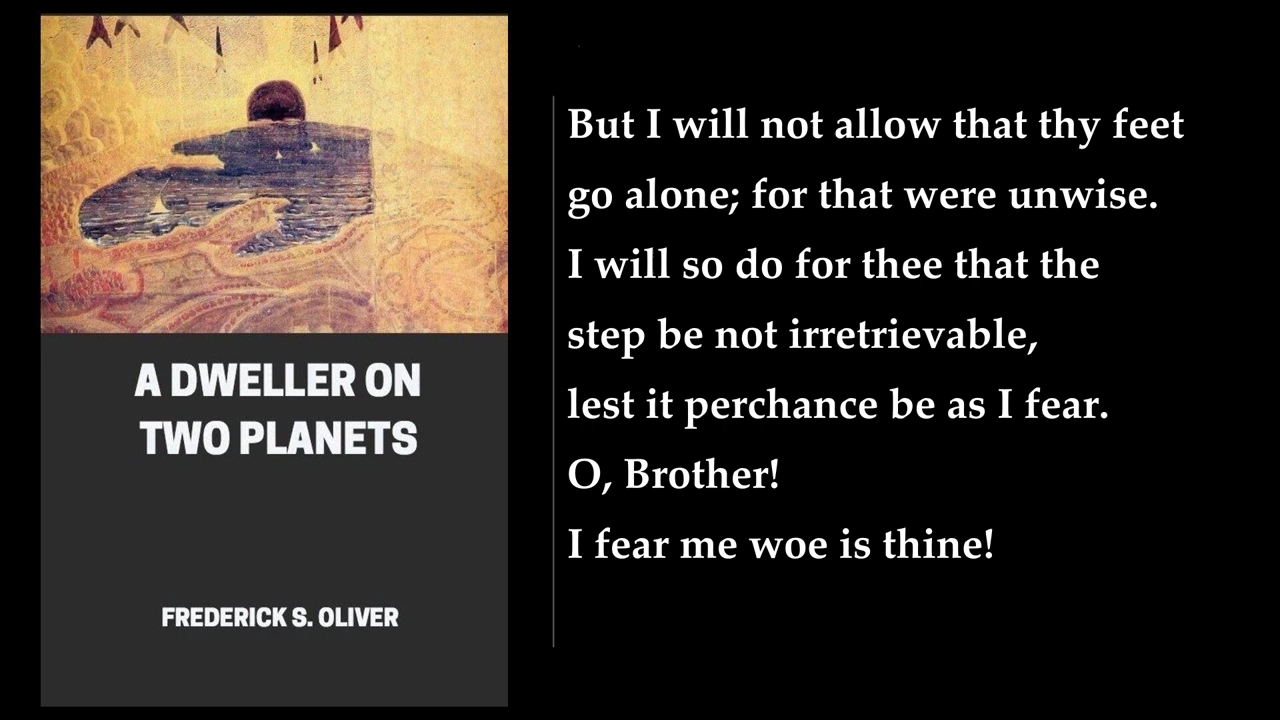 A DWELLER ON
TWO PLANETS
FREDERICK S. OLIVER
But I will not allow that thy feet
go alone; for that were unwise.
I will so do for thee that the
step be not irretrievable,
lest it perchance be as I fear.
O, Brother!
I fear me woe is thine!